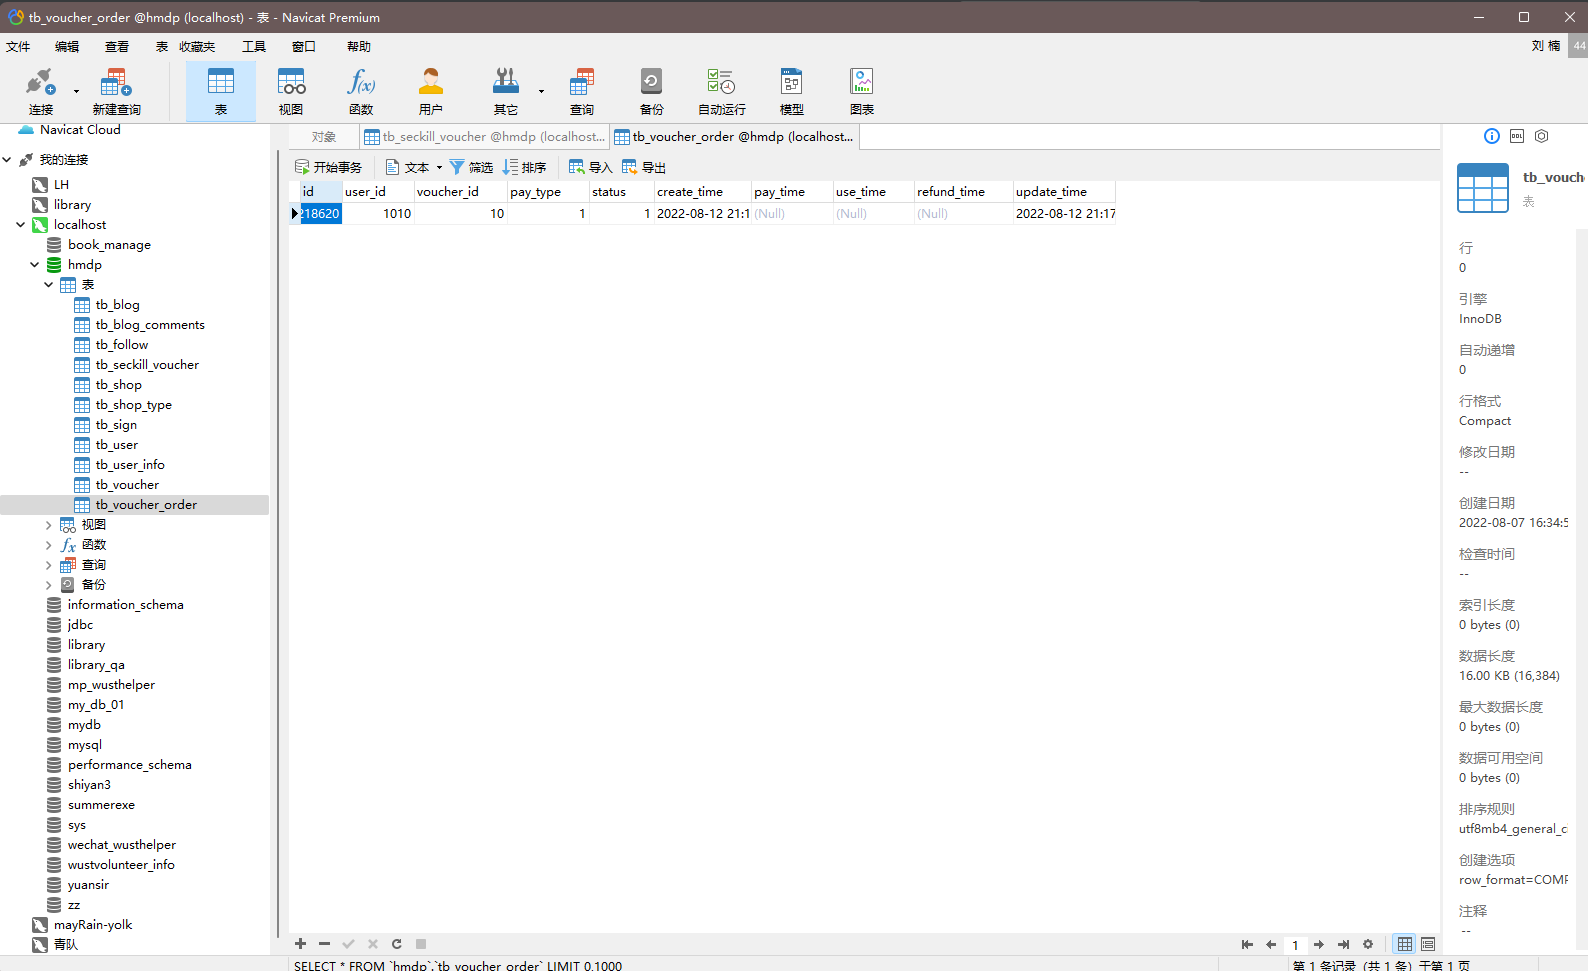 tb_voucher_order @hmdp (localhost) - 表 - Navicat Premium
文件 编辑 查看 表 收藏夹 工具 窗口 帮助 刘 楠 44
连接 新建查询 表 视图 函数 用户 其它 查询 备份 自动运行 模型 图表
Navicat Cloud
我的连接
LH
library
localhost
book_manage
hmdp
表
tb_blog
tb_blog_comments
tb_follow
tb_seckill_voucher
tb_shop
tb_shop_type
tb_sign
tb_user
tb_user_info
tb_voucher
tb_voucher_order
视图
函数
查询
备份
information_schema
jdbc
library
library_qa
mp_wusthelper
my_db_01
mydb
mysql
performance_schema
shiyan3
summerexe
sys
wechat_wusthelper
wustvolunteer_info
yuansir
zz
mayRain-yolk
青队
对象 tb_seckill_voucher @hmdp (localhost... tb_voucher_order @hmdp (localhost...
开始事务 文本 筛选 排序 导入 导出
id user_id voucher_id pay_type status create_time pay_time use_time refund_time update_time
218620 1010 10 1 1 2022-08-12 21:1 (Null) (Null) (Null) 2022-08-12 21:17
1
SELECT * FROM `hmdp`.`tb_voucher_order` LIMIT 0,1000
第 1 条记录 (共 1 条) 于第 1 页
DDL
tb_vouch
表
行
0
引擎
InnoDB
自动递增
0
行格式
Compact
修改日期
--
创建日期
2022-08-07 16:34:5
检查时间
--
索引长度
0 bytes (0)
数据长度
16.00 KB (16,384)
最大数据长度
0 bytes (0)
数据可用空间
0 bytes (0)
排序规则
utf8mb4_general_ci
创建选项
row_format=COMP
注释
--